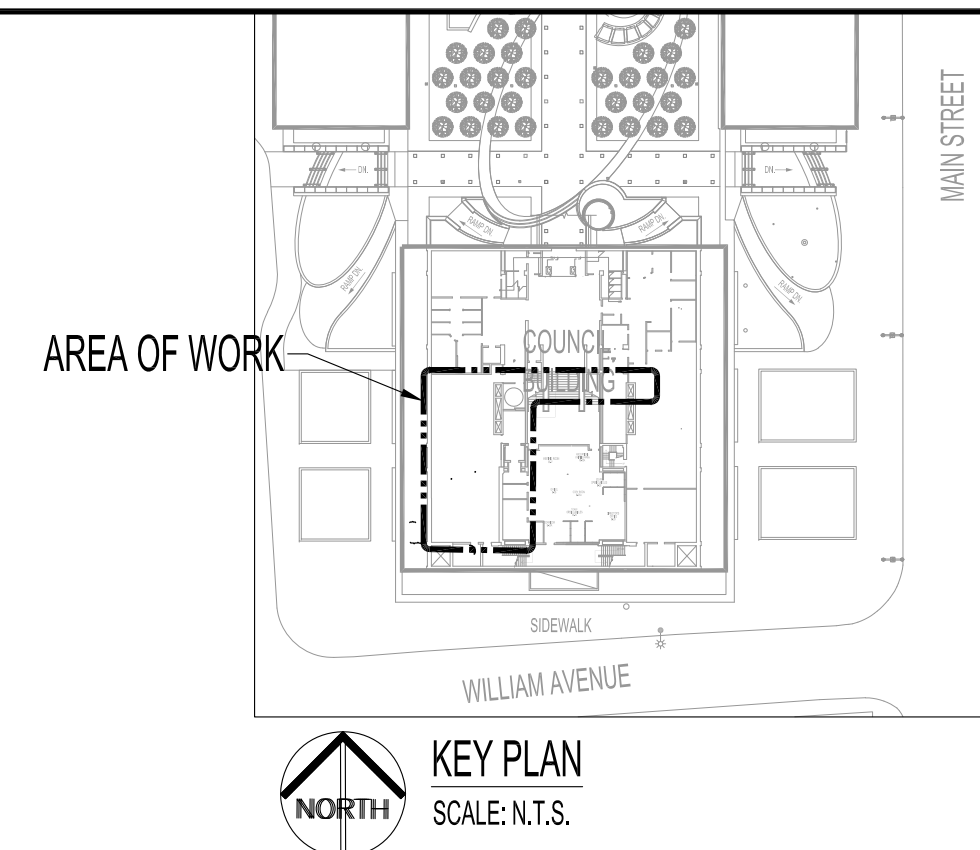 MAIN STREET
DN.
DN.
RAMP DN.
RAMP DN.
RAMP DN.
RAMP DN.
AREA OF WORK
COUNCIL
BUILDING
SIDEWALK
WILLIAM AVENUE
NORTH
KEY PLAN
SCALE: N.T.S.